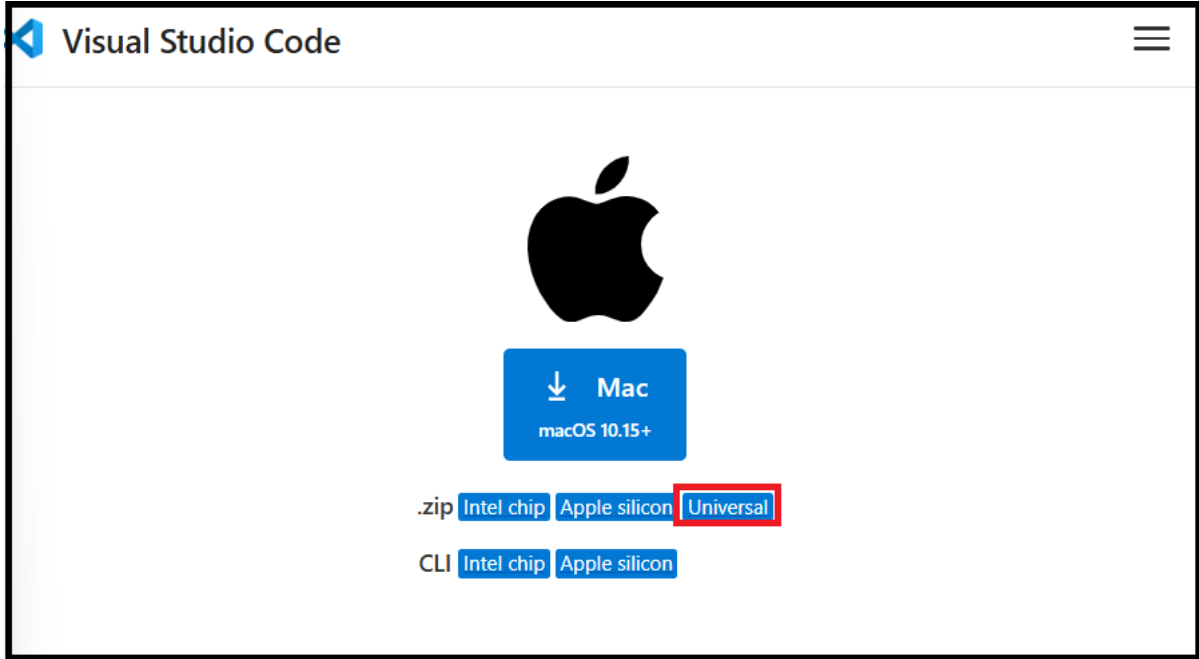 Visual Studio Code
Mac
macOS 10.15+
.zip Intel chip Apple silicon Universal
CLI Intel chip Apple silicon